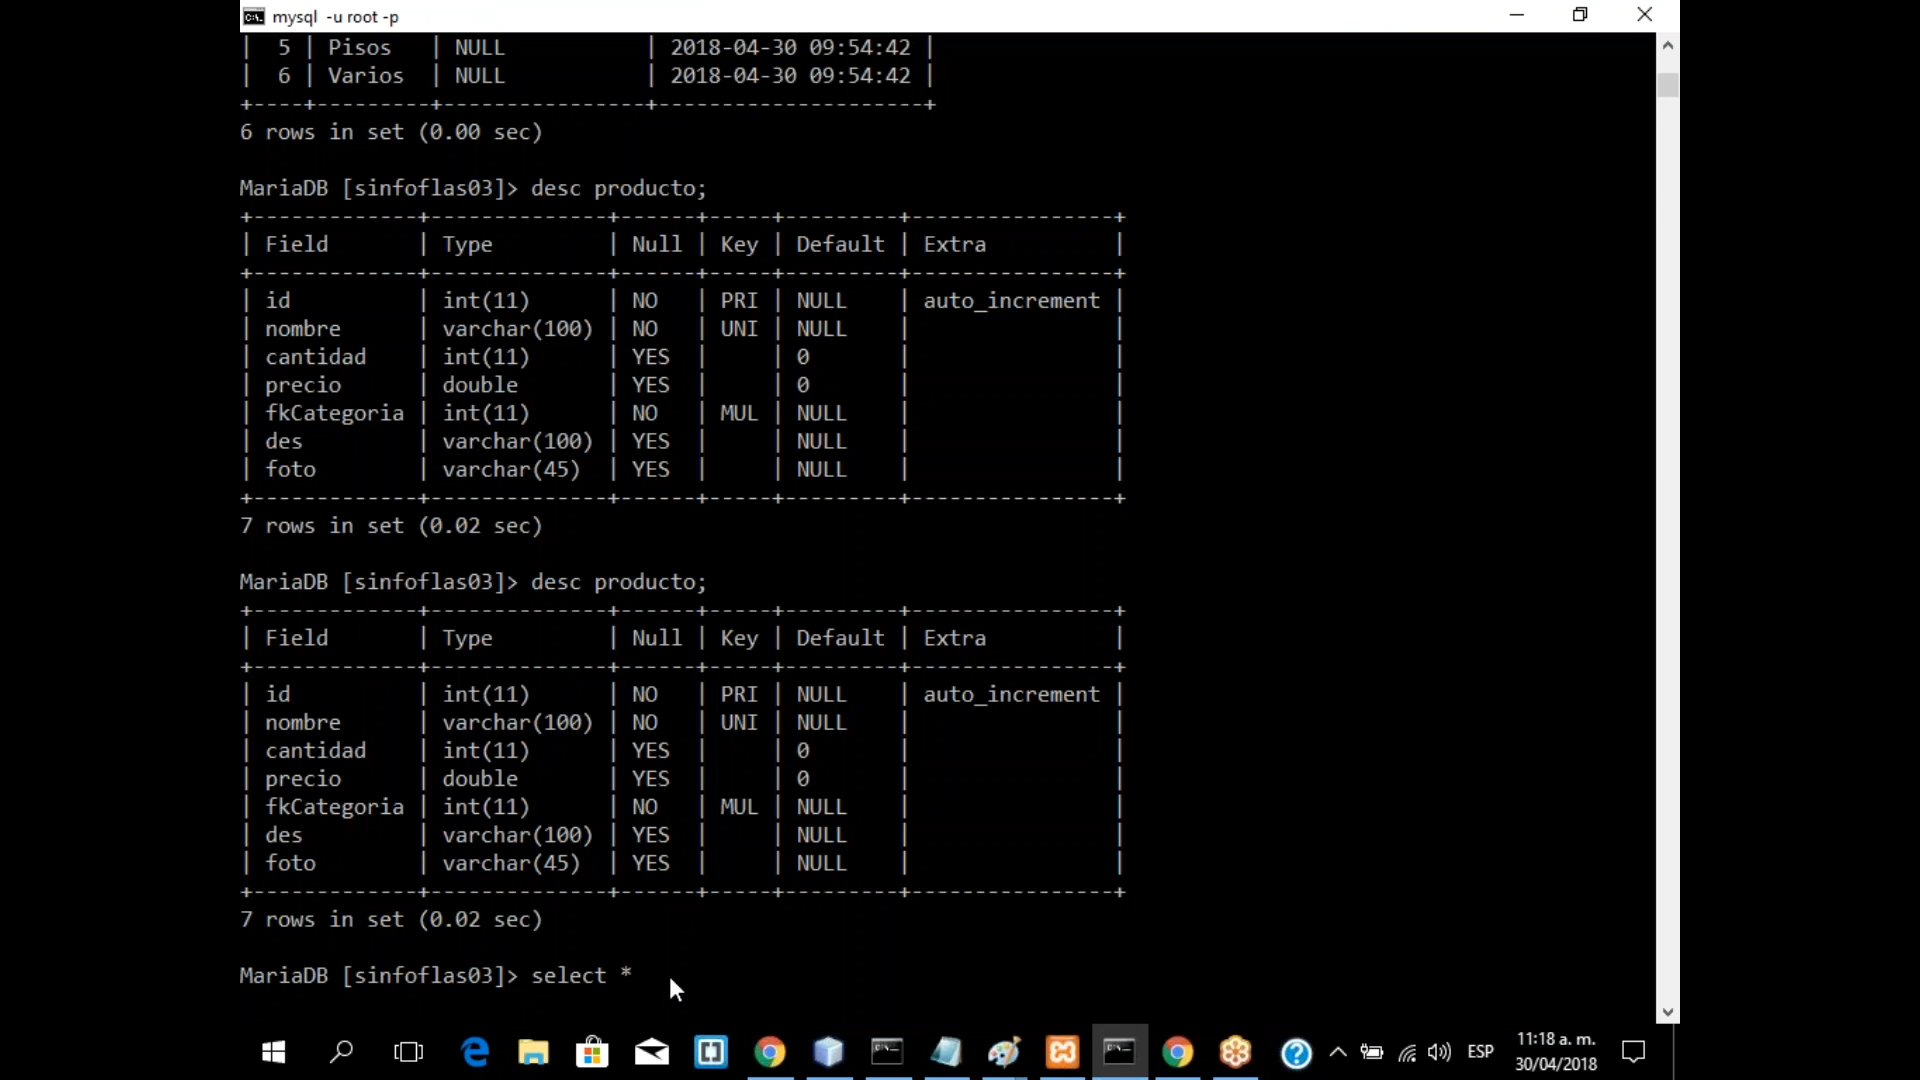 mysql  -u root -p
|  5 | Pisos   | NULL           | 2018-04-30 09:54:42 |
|  6 | Varios  | NULL           | 2018-04-30 09:54:42 |
+----+---------+----------------+---------------------+
6 rows in set (0.00 sec)
MariaDB [sinfoflas03]> desc producto;
+-------------+--------------+------+-----+---------+----------------+
| Field       | Type         | Null | Key | Default | Extra          |
+-------------+--------------+------+-----+---------+----------------+
| id          | int(11)      | NO   | PRI | NULL    | auto_increment |
| nombre      | varchar(100) | NO   | UNI | NULL    |                |
| cantidad    | int(11)      | YES  |     | 0       |                |
| precio      | double       | YES  |     | 0       |                |
| fkCategoria | int(11)      | NO   | MUL | NULL    |                |
| des         | varchar(100) | YES  |     | NULL    |                |
| foto        | varchar(45)  | YES  |     | NULL    |                |
+-------------+--------------+------+-----+---------+----------------+
7 rows in set (0.02 sec)
MariaDB [sinfoflas03]> desc producto;
+-------------+--------------+------+-----+---------+----------------+
| Field       | Type         | Null | Key | Default | Extra          |
+-------------+--------------+------+-----+---------+----------------+
| id          | int(11)      | NO   | PRI | NULL    | auto_increment |
| nombre      | varchar(100) | NO   | UNI | NULL    |                |
| cantidad    | int(11)      | YES  |     | 0       |                |
| precio      | double       | YES  |     | 0       |                |
| fkCategoria | int(11)      | NO   | MUL | NULL    |                |
| des         | varchar(100) | YES  |     | NULL    |                |
| foto        | varchar(45)  | YES  |     | NULL    |                |
+-------------+--------------+------+-----+---------+----------------+
7 rows in set (0.02 sec)
MariaDB [sinfoflas03]> select *
ESP
11:18 a. m.
30/04/2018